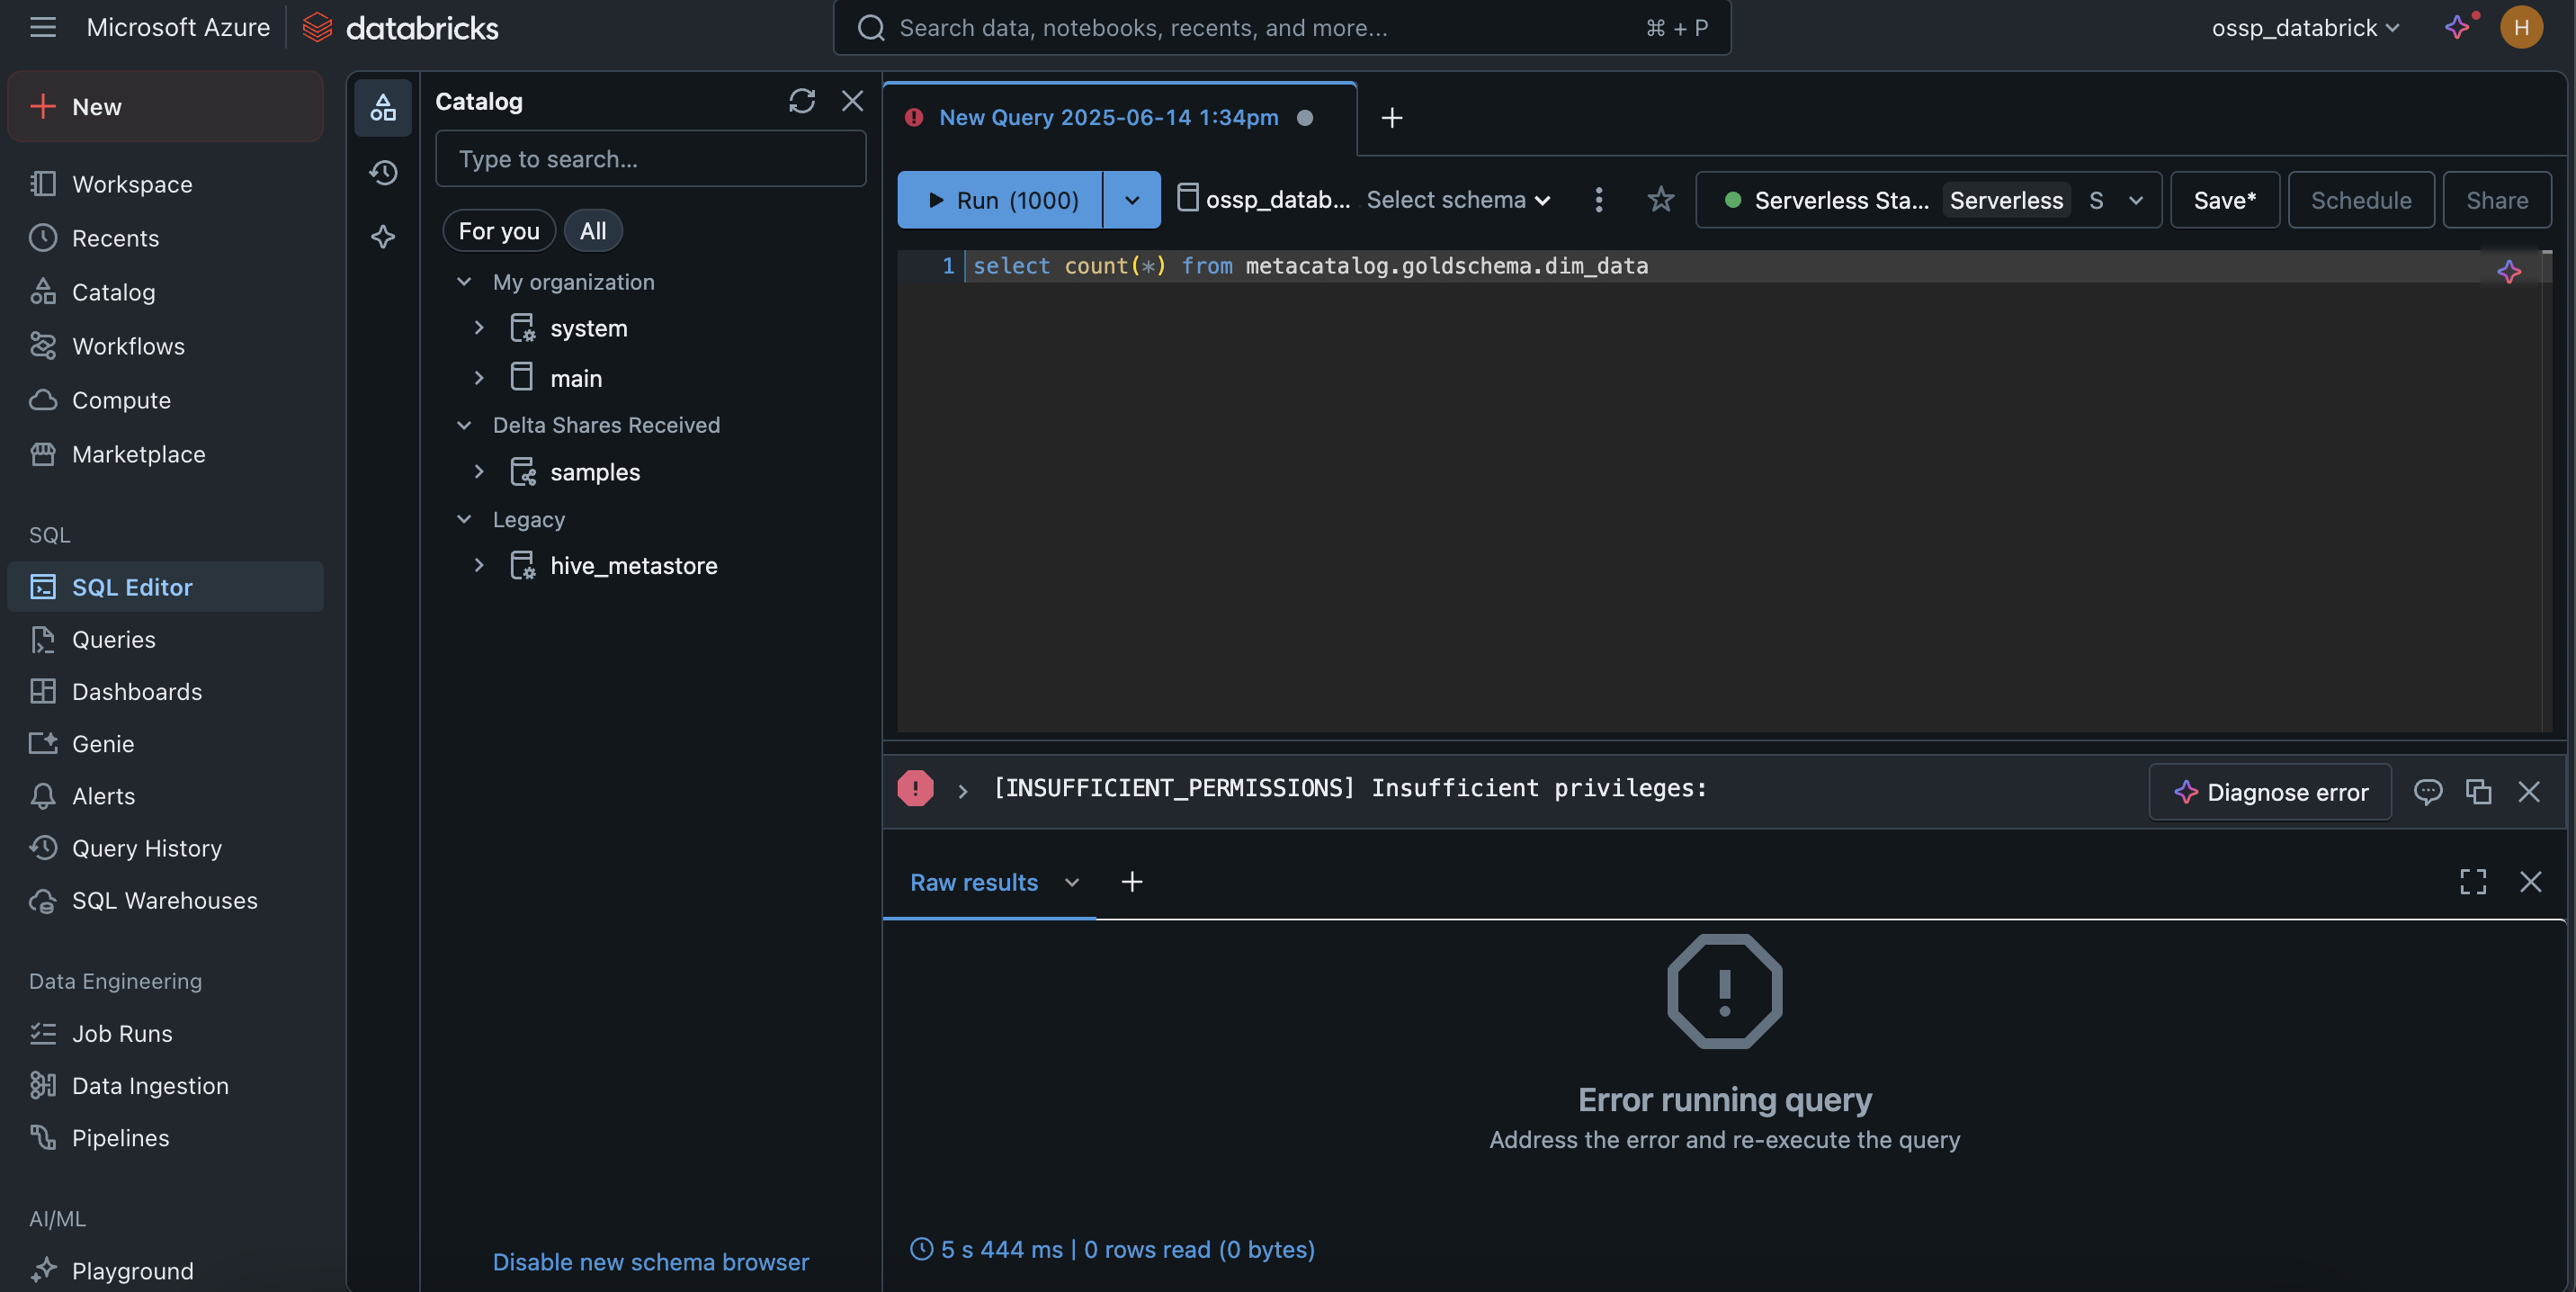 Microsoft Azure
databricks
Search data, notebooks, recents, and more...
⌘ + P
ossp_databrick
H
New
Workspace
Recents
Catalog
Workflows
Compute
Marketplace
SQL
SQL Editor
Queries
Dashboards
Genie
Alerts
Query History
SQL Warehouses
Data Engineering
Job Runs
Data Ingestion
Pipelines
AI/ML
Playground
Catalog
Type to search...
For you
All
My organization
system
main
Delta Shares Received
samples
Legacy
hive_metastore
Disable new schema browser
New Query 2025-06-14 1:34pm
Run (1000)
ossp_datab...
Select schema
Serverless Sta...
Serverless
S
Save*
Schedule
Share
1 select count(*) from metacatalog.goldschema.dim_data
[INSUFFICIENT_PERMISSIONS] Insufficient privileges:
Diagnose error
Raw results
Error running query
Address the error and re-execute the query
5 s 444 ms | 0 rows read (0 bytes)